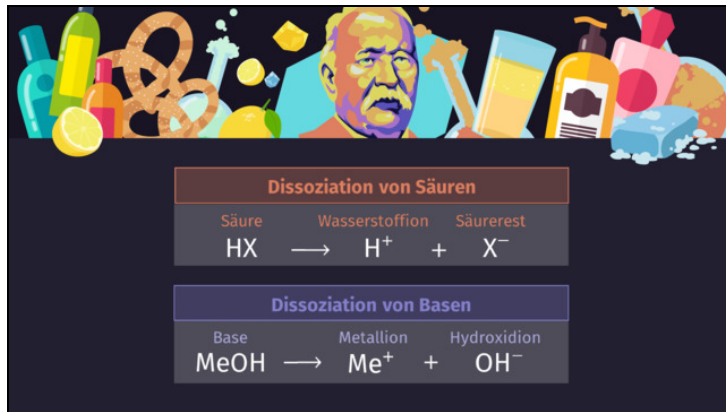 Dissoziation von Säuren
Säure Wasserstoffion Säurerest
HX ⟶ H⁺ + X⁻
Dissoziation von Basen
Base Metallion Hydroxidion
MeOH ⟶ Me⁺ + OH⁻